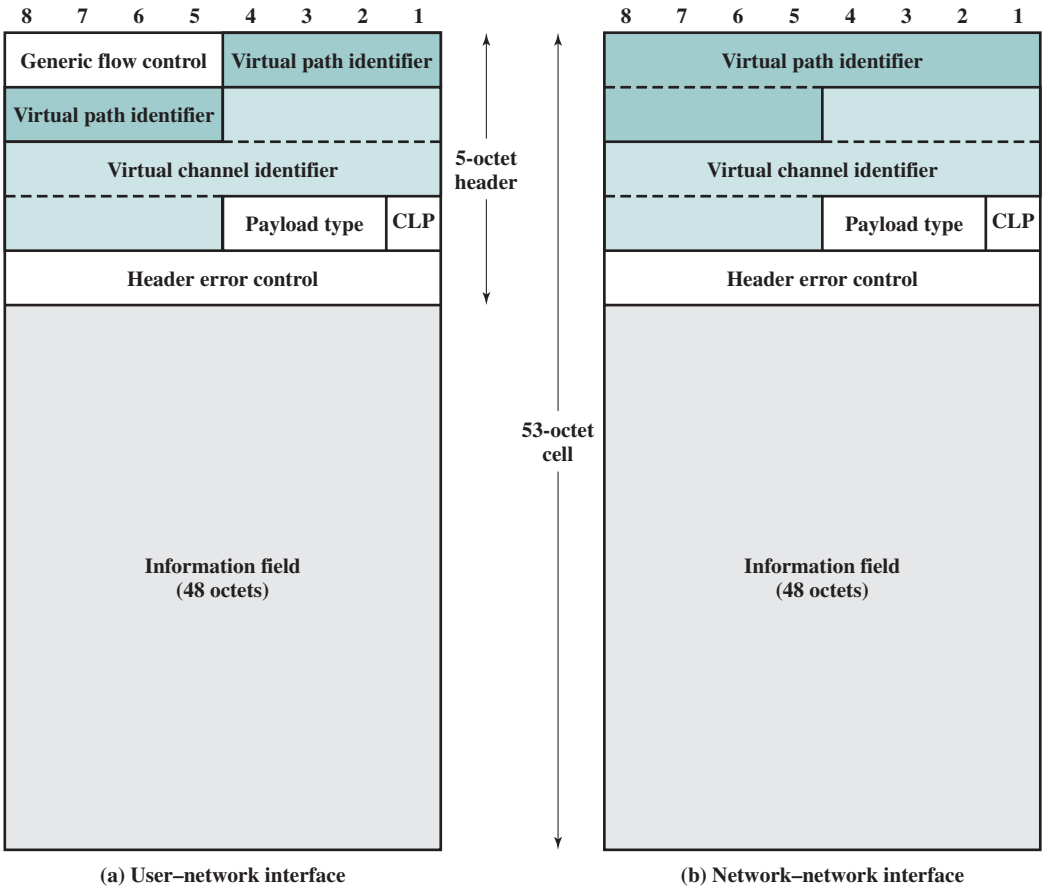 8 7 6 5 4 3 2 1
Generic flow control
Virtual path identifier
Virtual path identifier
Virtual channel identifier
Payload type
CLP
Header error control
Information field
(48 octets)
(a) User–network interface
5-octet
header
53-octet
cell
8 7 6 5 4 3 2 1
Virtual path identifier
Virtual channel identifier
Payload type
CLP
Header error control
Information field
(48 octets)
(b) Network–network interface